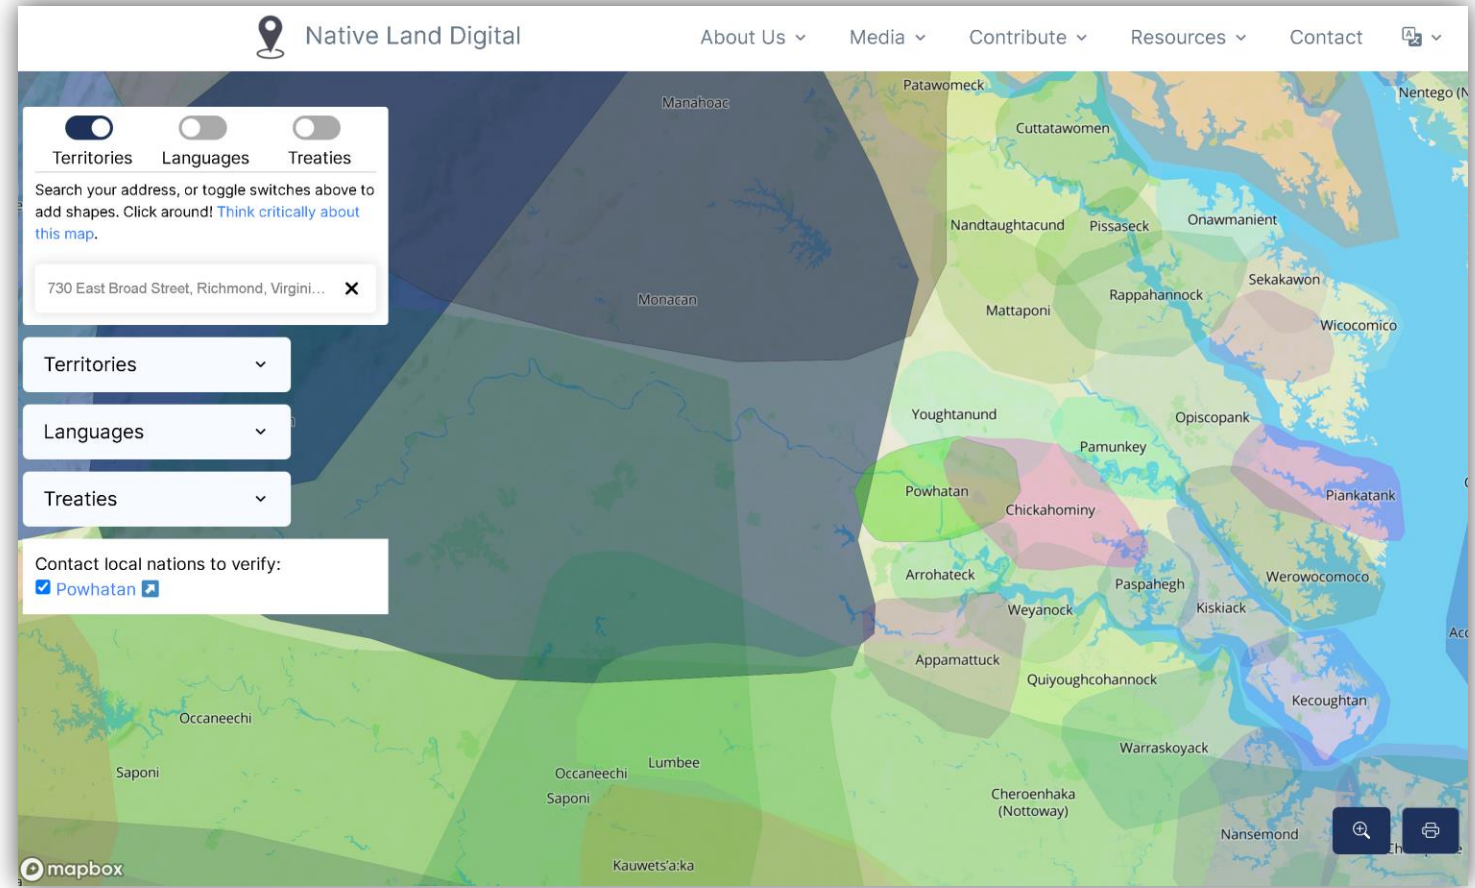 Native Land Digital
About Us
Media
Contribute
Resources
Contact
Territories
Languages
Treaties
Search your address, or toggle switches above to
add shapes. Click around! Think critically about
this map.
730 East Broad Street, Richmond, Virgini...
Territories
Languages
Treaties
Contact local nations to verify:
Powhatan
Manahoac
Patawomeck
Nentego (N
Cuttatawomen
Nandtaughtacund
Pissaseck
Onawmanient
Sekakawon
Monacan
Mattaponi
Rappahannock
Wicocomico
Youghtanund
Opiscopank
Pamunkey
Powhatan
Chickahominy
Piankatank
Arrohateck
Paspahegh
Werowocomoco
Weyanock
Kiskiack
Acc
Appamattuck
Quiyoughcohannock
Kecoughtan
Occaneechi
Warraskoyack
Saponi
Occaneechi
Lumbee
Saponi
Cheroenhaka
(Nottoway)
Nansemond
Kauwets'a:ka
mapbox